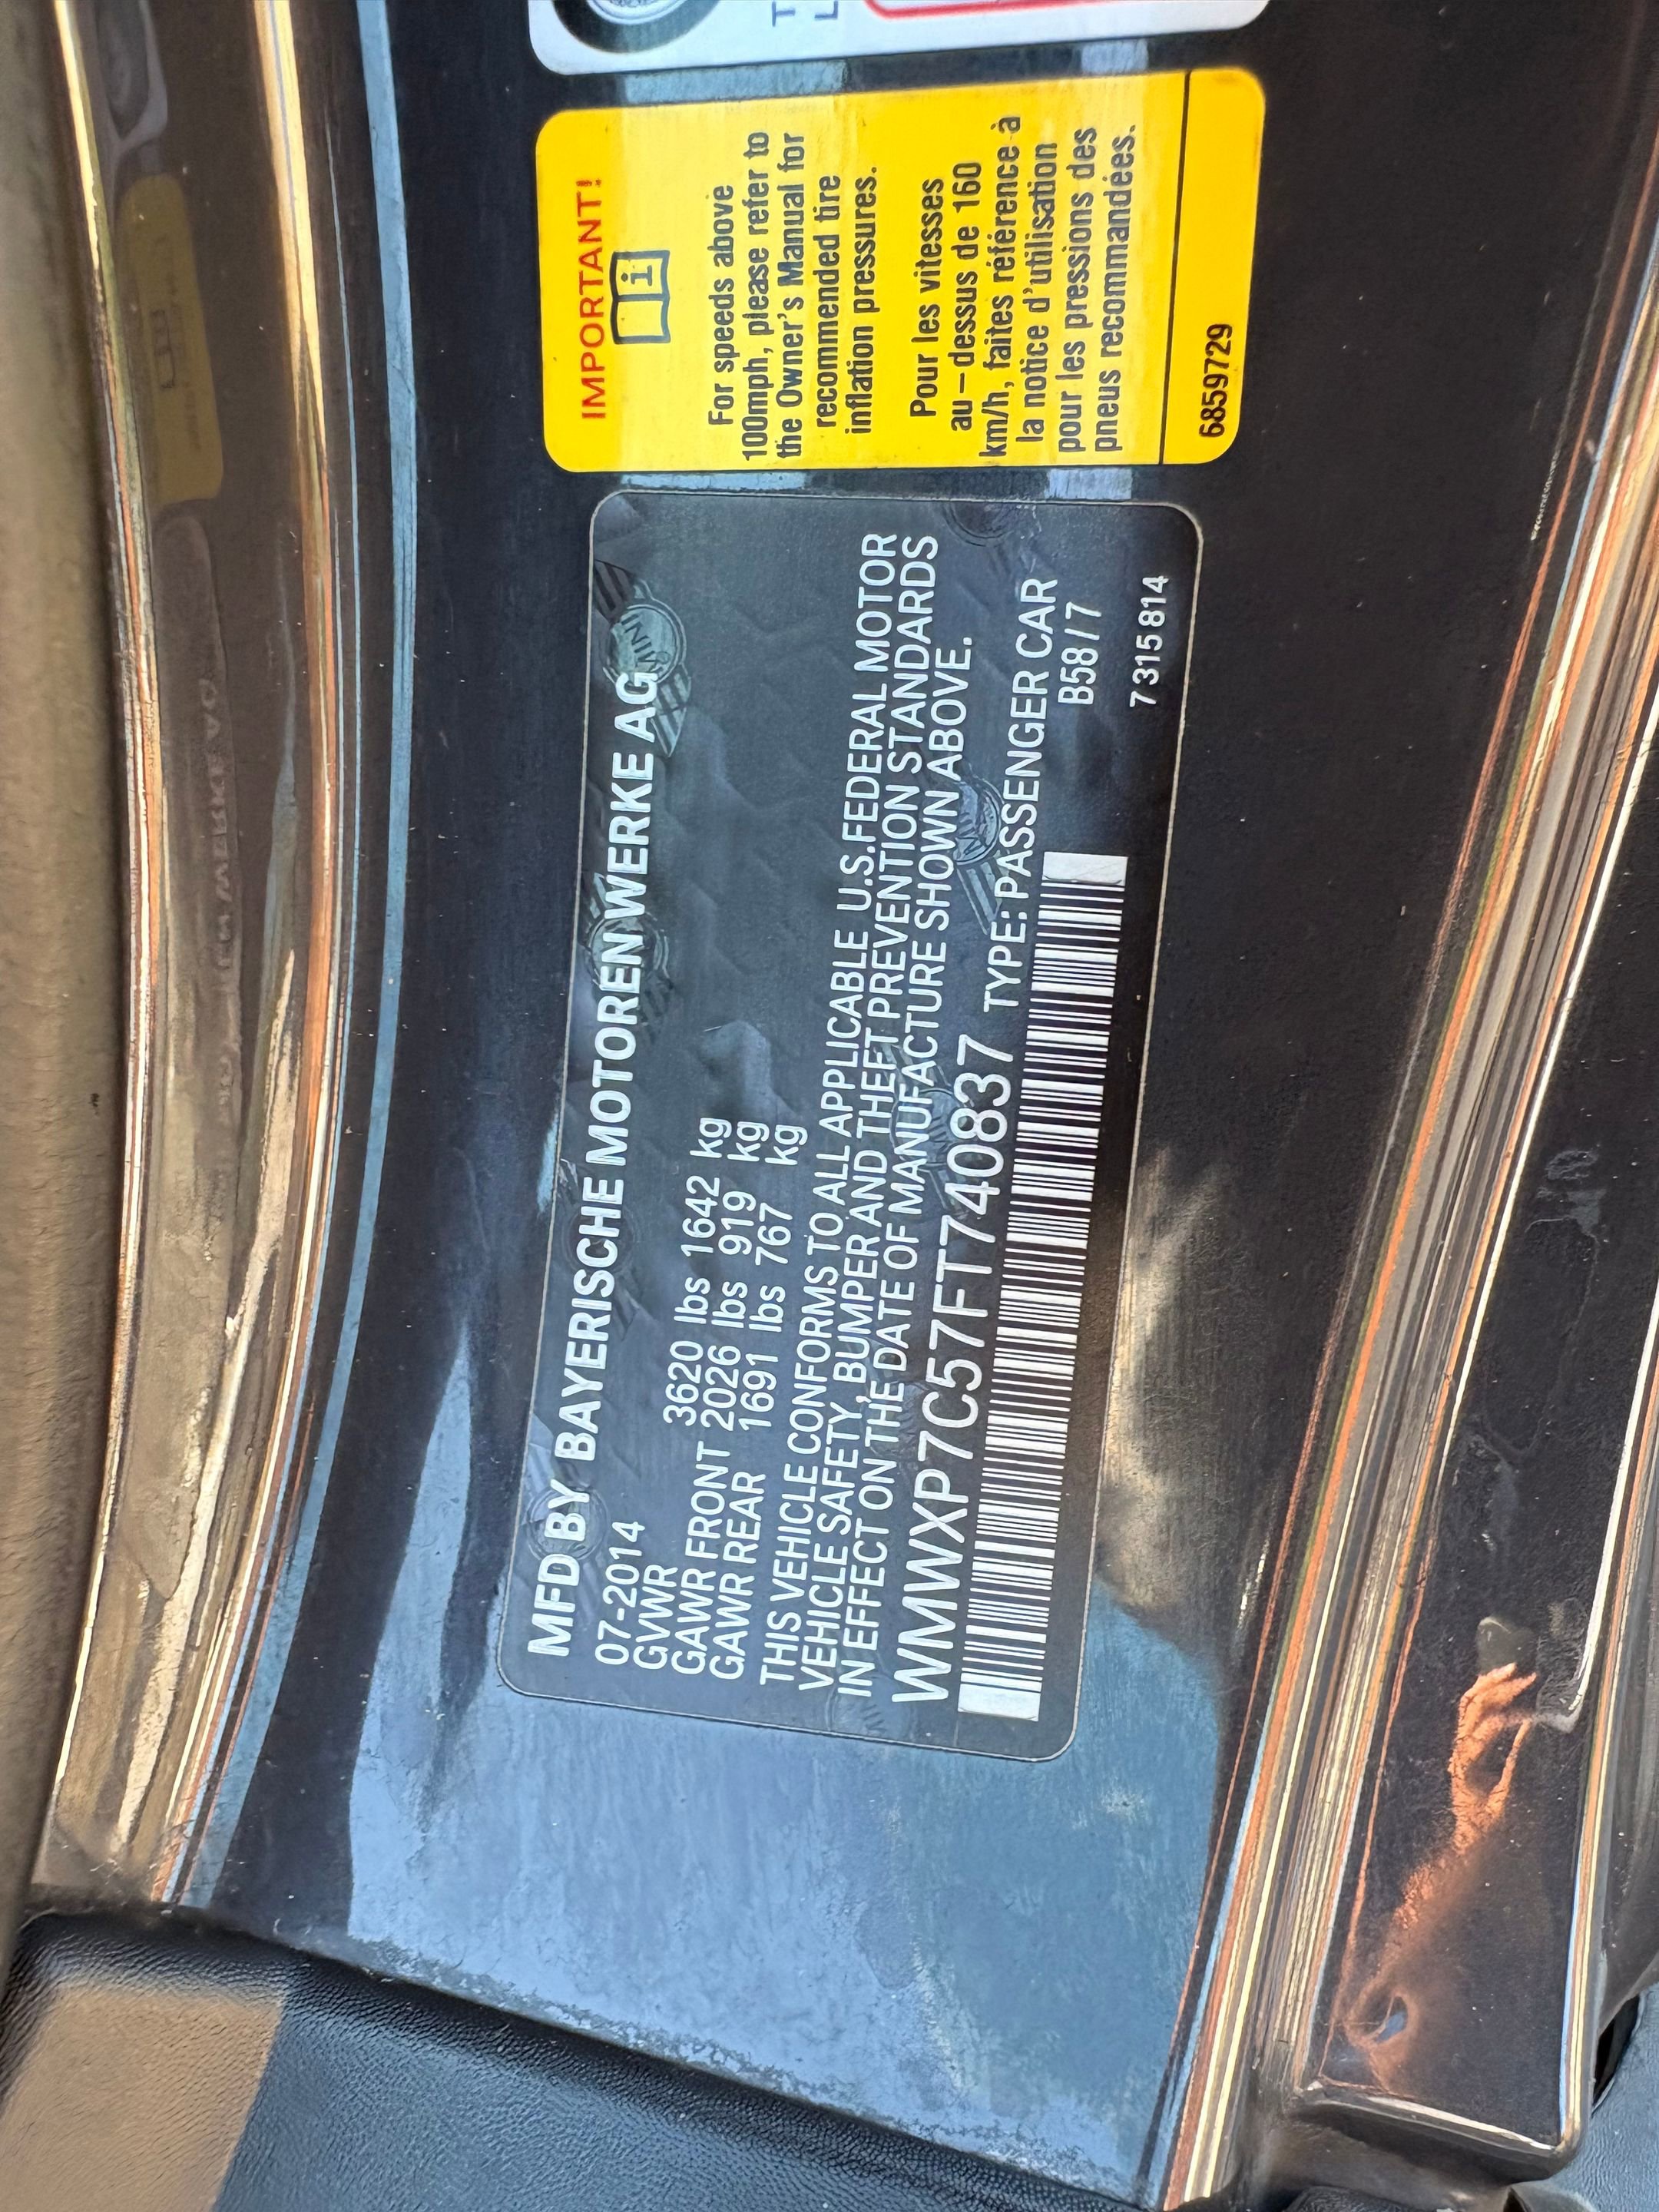 MFD BY BAYERISCHE MOTOREN WERKE AG
07-2014
GVWR 3620 lbs 1642 kg
GAWR FRONT 2026 lbs 919 kg
GAWR REAR 1691 lbs 767 kg
THIS VEHICLE CONFORMS TO ALL APPLICABLE U.S.FEDERAL MOTOR
VEHICLE SAFETY, BUMPER AND THEFT PREVENTION STANDARDS
IN EFFECT ON THE DATE OF MANUFACTURE SHOWN ABOVE.
WMWXP7C57FT740837 TYPE: PASSENGER CAR
B58/7
7 315 814
MINI
IMPORTANT!
i
For speeds above
100mph, please refer to
the Owner's Manual for
recommended tire
inflation pressures.
Pour les vitesses
au-dessus de 160
km/h, faites référence à
la notice d'utilisation
pour les pressions des
pneus recommandées.
6859729